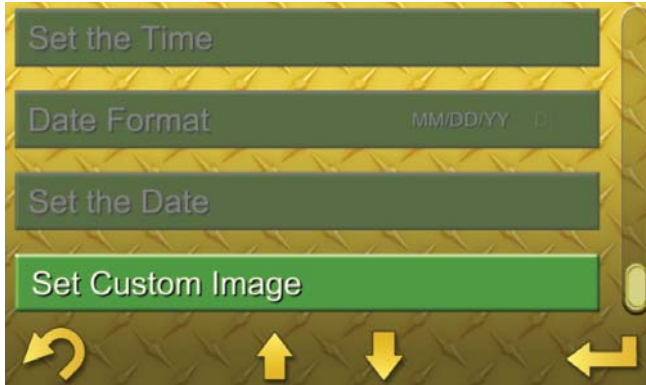 Set the Time
Date Format MM/DD/YY D
Set the Date
Set Custom Image